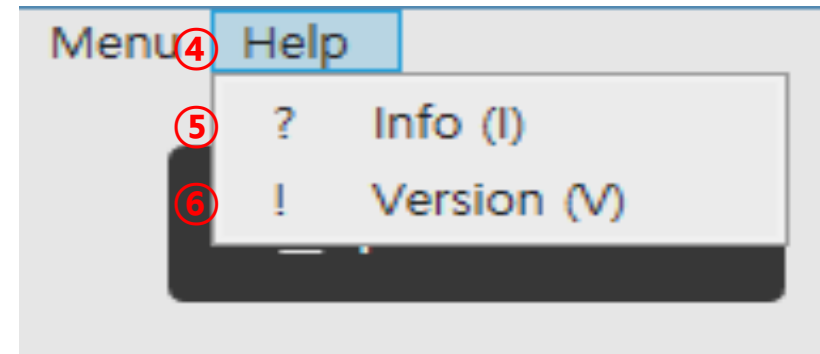 Menu ④ Help
⑤ ? Info (I)
⑥ ! Version (V)